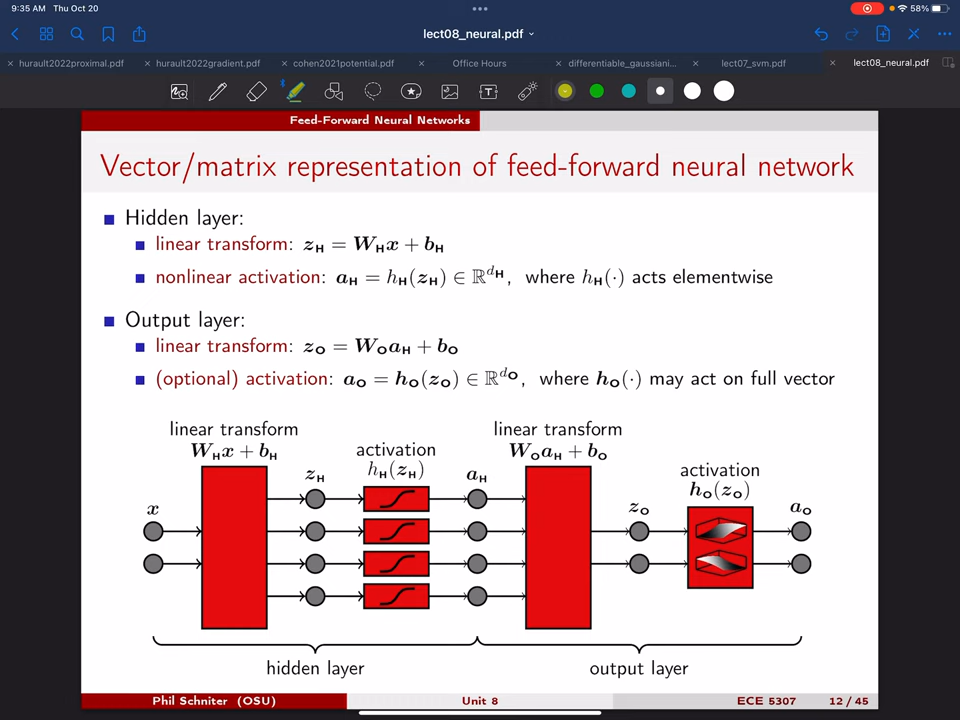 9:35 AM Thu Oct 20
58%
lect08_neural.pdf
hurault2022proximal.pdf
hurault2022gradient.pdf
cohen2021potential.pdf
Office Hours
differentiable_gaussiani...
lect07_svm.pdf
lect08_neural.pdf
Feed-Forward Neural Networks
Vector/matrix representation of feed-forward neural network
Hidden layer:
linear transform: z_H = W_H x + b_H
nonlinear activation: a_H = h_H(z_H) ∈ ℝ^{d_H}, where h_H(·) acts elementwise
Output layer:
linear transform: z_O = W_O a_H + b_O
(optional) activation: a_O = h_O(z_O) ∈ ℝ^{d_O}, where h_O(·) may act on full vector
linear transform
W_H x + b_H
z_H
activation
h_H(z_H)
a_H
linear transform
W_O a_H + b_O
activation
h_O(z_O)
x
z_O
a_O
hidden layer
output layer
Phil Schniter (OSU)
Unit 8
ECE 5307
12 / 45